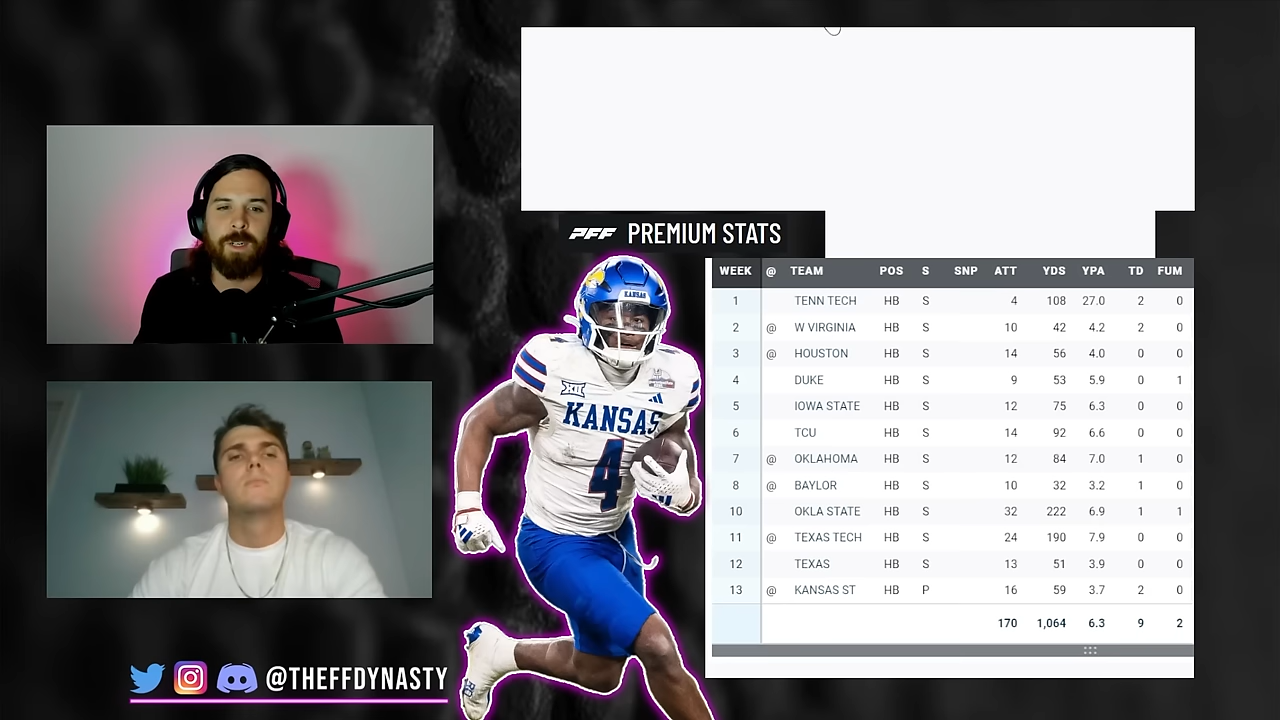 PFF PREMIUM STATS
WEEK @ TEAM POS S SNP ATT YDS YPA TD FUM
1 TENN TECH HB S 4 108 27.0 2 0
2 @ W VIRGINIA HB S 10 42 4.2 2 0
3 @ HOUSTON HB S 14 56 4.0 0 0
4 DUKE HB S 9 53 5.9 0 1
5 IOWA STATE HB S 12 75 6.3 0 0
6 TCU HB S 14 92 6.6 0 0
7 @ OKLAHOMA HB S 12 84 7.0 1 0
8 @ BAYLOR HB S 10 32 3.2 1 0
10 OKLA STATE HB S 32 222 6.9 1 1
11 @ TEXAS TECH HB S 24 190 7.9 0 0
12 TEXAS HB S 13 51 3.9 0 0
13 @ KANSAS ST HB P 16 59 3.7 2 0
170 1,064 6.3 9 2
KANSAS
XII
KANSAS
4
@THEFFDYNASTY